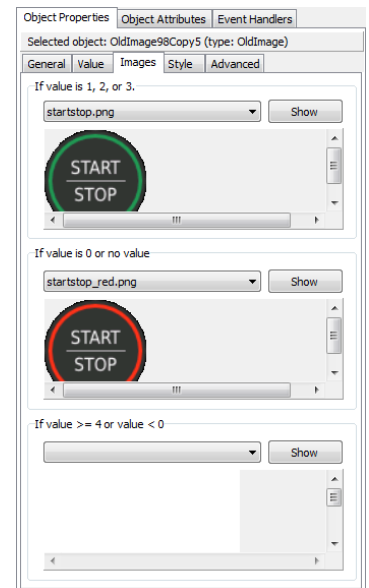 Object Properties Object Attributes Event Handlers
Selected object: OldImage98Copy5 (type: OldImage)
General Value Images Style Advanced
If value is 1, 2, or 3.
startstop.png Show
START
STOP
If value is 0 or no value
startstop_red.png Show
START
STOP
If value >= 4 or value < 0
Show